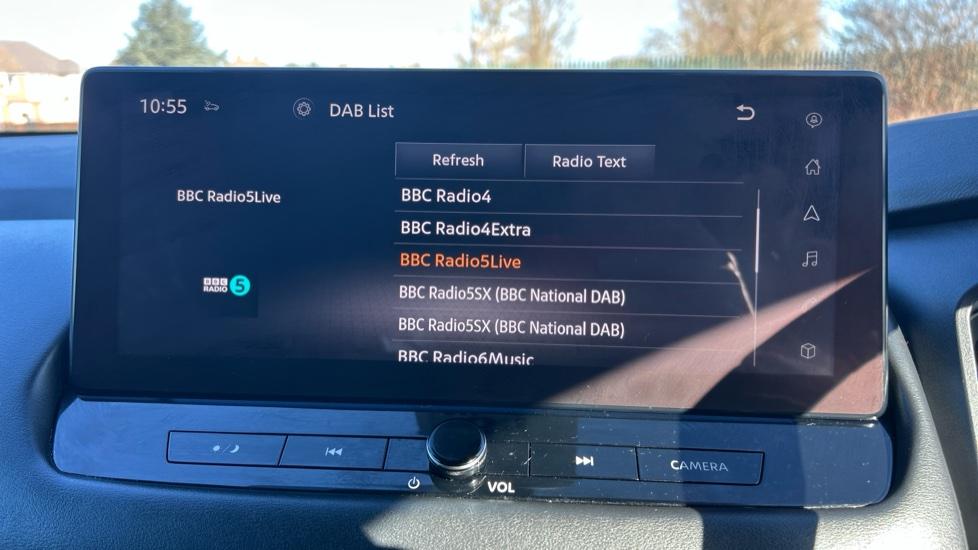 10:55
DAB List
Refresh
Radio Text
BBC Radio5Live
BBC RADIO 5
BBC Radio4
BBC Radio4Extra
BBC Radio5Live
BBC Radio5SX (BBC National DAB)
BBC Radio5SX (BBC National DAB)
BBC Radio6Music
CAMERA
VOL